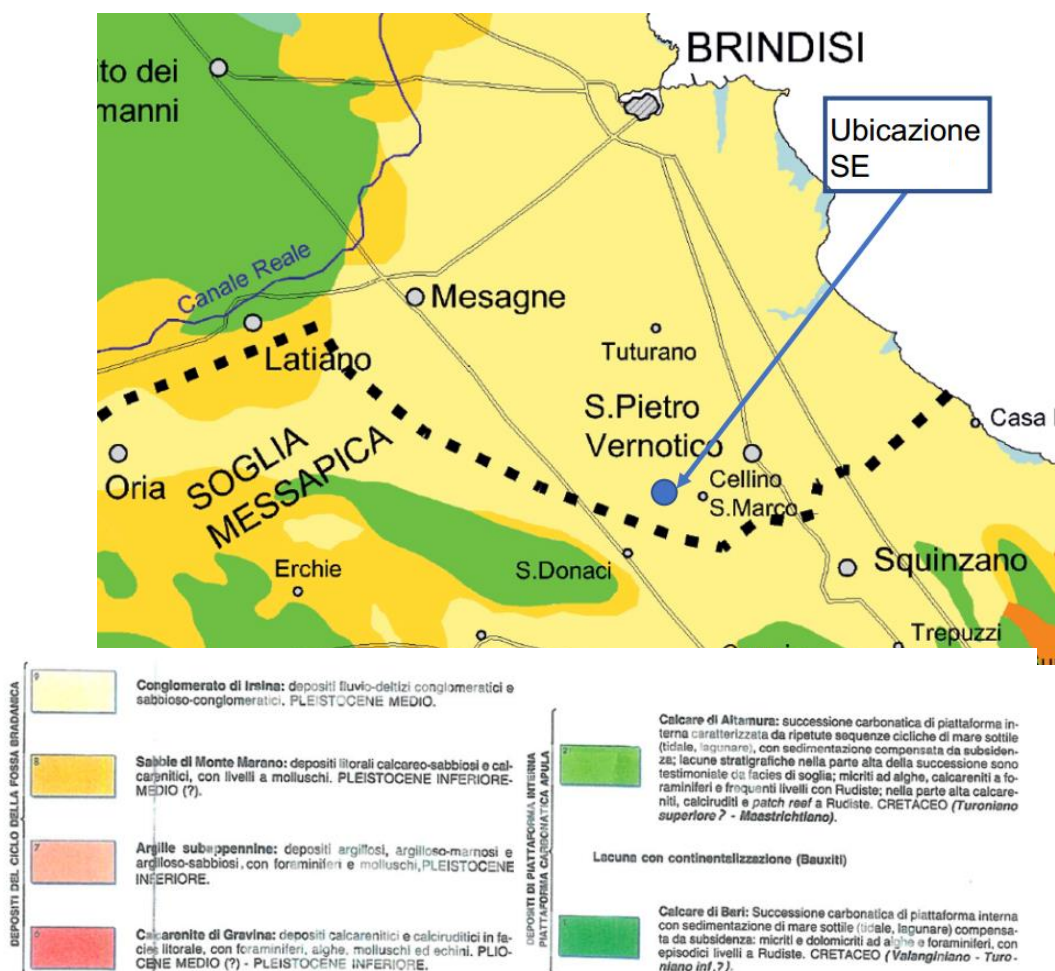 BRINDISI
ito dei
manni
Ubicazione
SE
Canale Reale
Mesagne
Latiano
Tuturano
S.Pietro
Vernotico
Casa
Oria
SOGLIA
MESSAPICA
Cellino
S.Marco
Erchie
S.Donaci
Squinzano
Trepuzzi
DEPOSITI DEL CICLO DELLA FOSSA BRADANICA
9
Conglomerato di Irsina: depositi fluvio-deltizi conglomeratici e
sabbioso-conglomeratici. PLEISTOCENE MEDIO.
8
Sabbie di Monte Marano: depositi litorali calcareo-sabbiosi e cal-
carenitici, con livelli a molluschi. PLEISTOCENE INFERIORE-
MEDIO (?).
7
Argille subappennine: depositi argillosi, argilloso-marnosi e
argilloso-sabbiosi, con foraminiferi e molluschi,PLEISTOCENE
INFERIORE.
6
Calcarenite di Gravina: depositi calcarenitici e calciruditici in fa-
cies litorale, con foraminiferi, alghe, molluschi ed echini. PLIO-
CENE MEDIO (?) - PLEISTOCENE INFERIORE.
DEPOSITI DI PIATTAFORMA INTERNA
PIATTAFORMA CARBONATICA APULA
2
Calcare di Altamura: successione carbonatica di piattaforma in-
terna caratterizzata da ripetute sequenze cicliche di mare sottile
(tidale, lagunare), con sedimentazione compensata da subsiden-
za; lacune stratigrafiche nella parte alta della successione sono
testimoniate da facies di soglia; micriti ad alghe, calcareniti a fo-
raminiferi e frequenti livelli con Rudiste; nella parte alta calcare-
niti, calciruditi e patch reef a Rudiste. CRETACEO (Turoniano
superiore ? - Maastrichtiano).
Lacuna con continentalizzazione (Bauxiti)
1
Calcare di Bari: Successione carbonatica di piattaforma interna
con sedimentazione di mare sottile (tidale, lagunare) compensa-
ta da subsidenza: micriti e dolomicriti ad alghe e foraminiferi, con
episodici livelli a Rudiste. CRETACEO (Valanginiano - Turo-
niano inf.?).